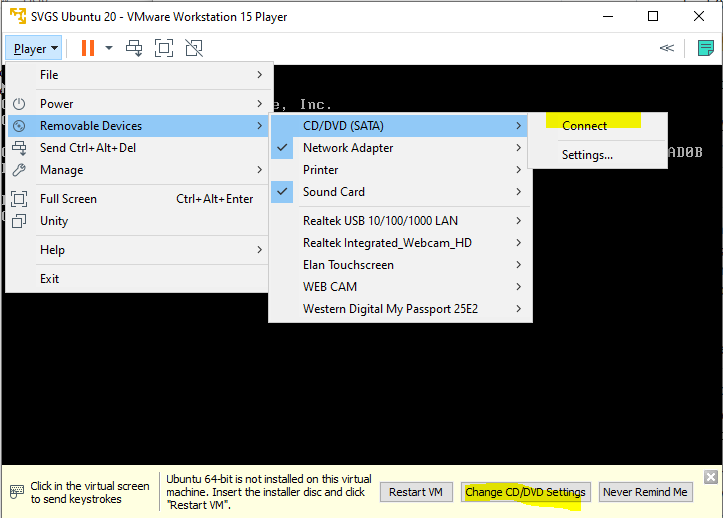 SVGS Ubuntu 20 - VMware Workstation 15 Player
Player
File
Power
Removable Devices
Send Ctrl+Alt+Del
Manage
Full Screen Ctrl+Alt+Enter
Unity
Help
Exit
e, Inc.
CD/DVD (SATA)
Network Adapter
Printer
Sound Card
Realtek USB 10/100/1000 LAN
Realtek Integrated_Webcam_HD
Elan Touchscreen
WEB CAM
Western Digital My Passport 25E2
Connect
Settings...
AD0B
Click in the virtual screen
to send keystrokes
Ubuntu 64-bit is not installed on this virtual
machine. Insert the installer disc and click
"Restart VM".
Restart VM
Change CD/DVD Settings
Never Remind Me